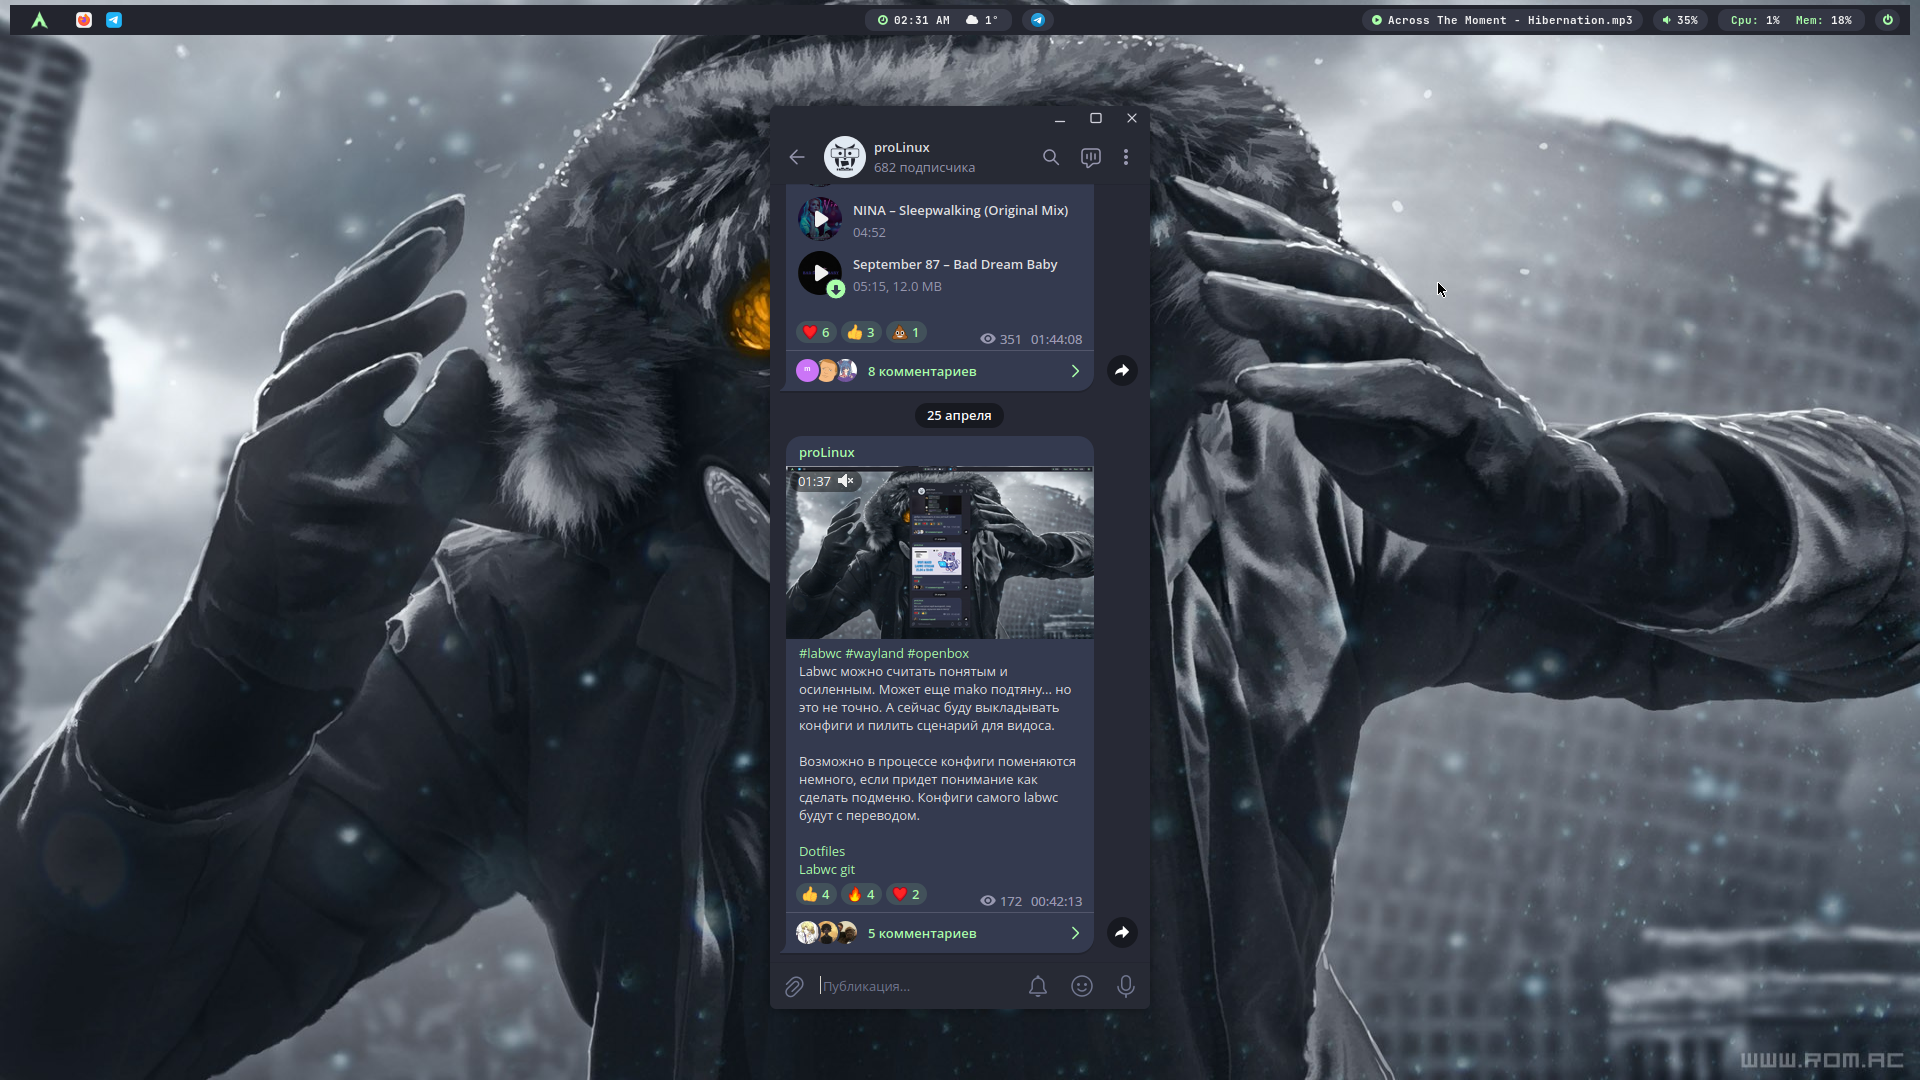 02:31 AM 1°
Across The Moment - Hibernation.mp3 35% Cpu: 1% Mem: 18%
proLinux
682 подписчика
NINA – Sleepwalking (Original Mix)
04:52
September 87 – Bad Dream Baby
05:15, 12.0 MB
6 3 1 351 01:44:08
m 8 комментариев
25 апреля
proLinux
01:37
#labwc #wayland #openbox
Labwc можно считать понятым и
осиленным. Может еще mako подтяну... но
это не точно. А сейчас буду выкладывать
конфиги и пилить сценарий для видоса.
Возможно в процессе конфиги поменяются
немного, если придет понимание как
сделать подменю. Конфиги самого labwc
будут с переводом.
Dotfiles
Labwc git
4 4 2 172 00:42:13
5 комментариев
Публикация...
WWW.ROM.AC